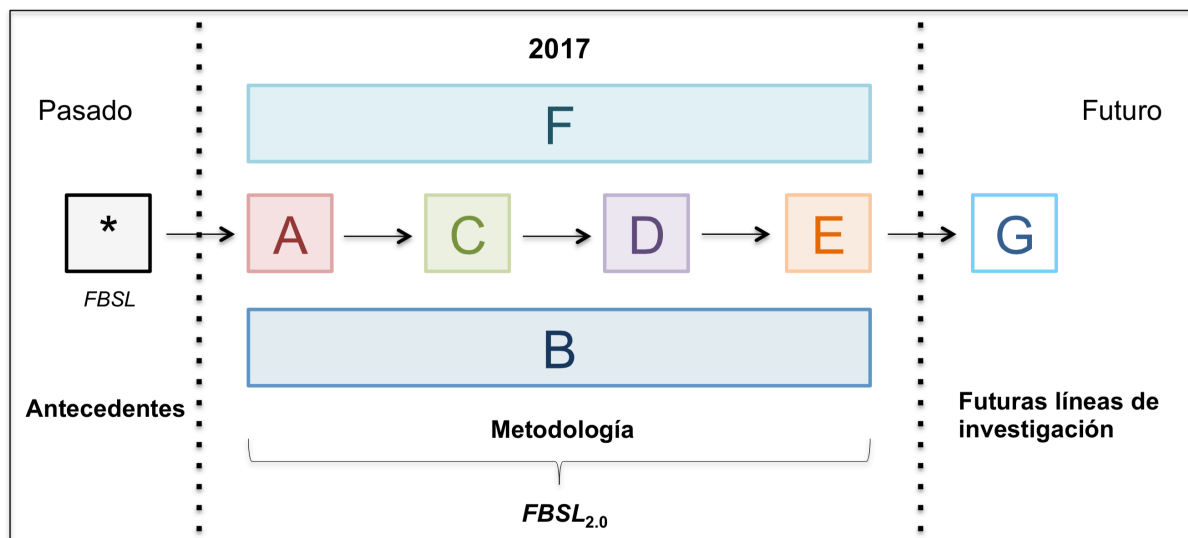 2017
Pasado
Futuro
F
*
A
C
D
E
G
FBSL
B
Antecedentes
Metodología
Futuras líneas de
investigación
FBSL2.0